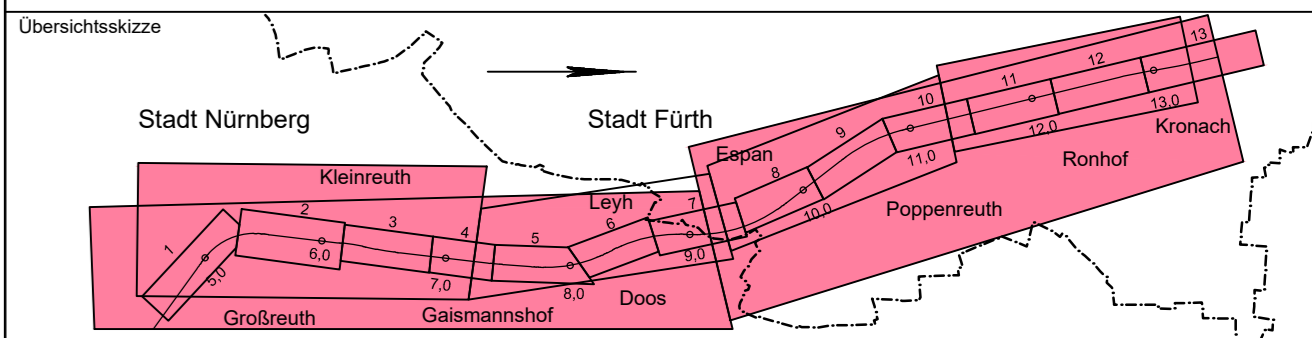 Übersichtsskizze
Stadt Nürnberg
Stadt Fürth
Kleinreuth
Leyh
Espan
Kronach
Ronhof
Poppenreuth
Großreuth
Gaismannshof
Doos
1
2
3
4
5
6
7
8
9
10
11
12
13
5,0
6,0
7,0
8,0
9,0
10,0
11,0
12,0
13,0